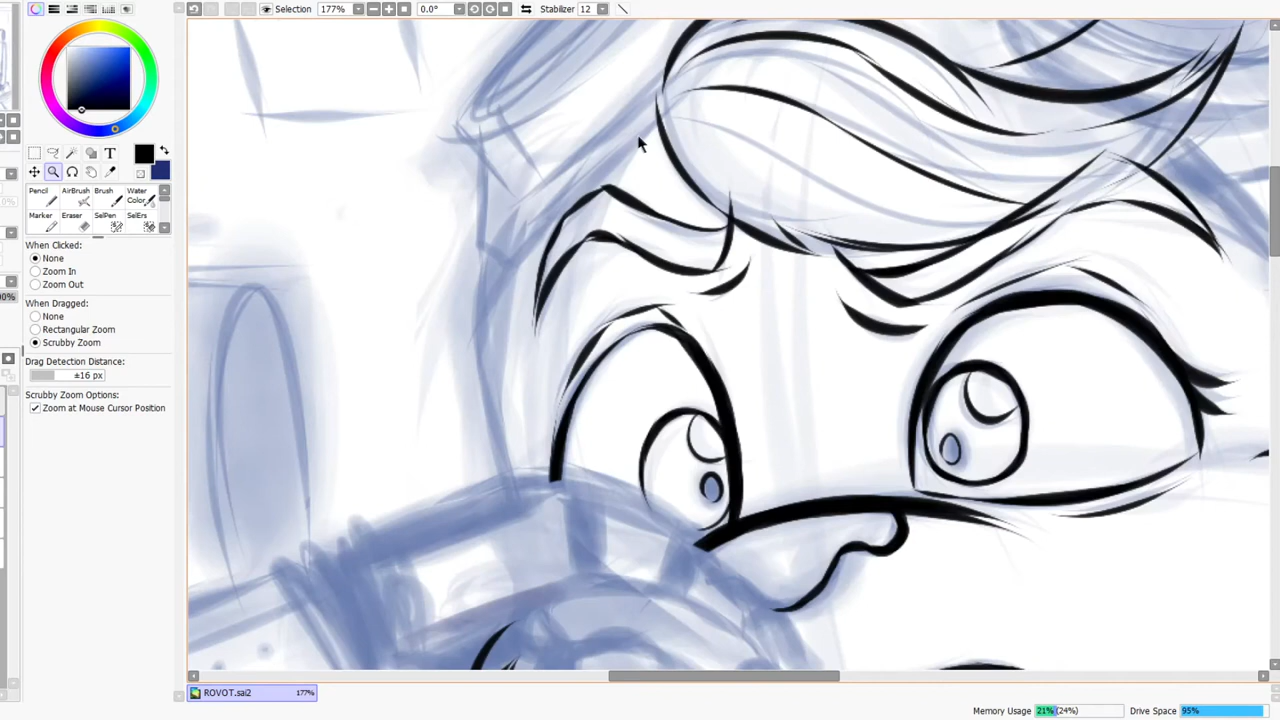 Selection 177% 0.0° Stabilizer 12
T
Pencil AirBrush Brush Water Color
Marker Eraser SelPen SelErs
When Clicked:
None
Zoom In
Zoom Out
When Dragged:
None
Rectangular Zoom
Scrubby Zoom
Drag Detection Distance:
±16 px
Scrubby Zoom Options:
Zoom at Mouse Cursor Position
ROVOT.sai2 177%
Memory Usage 21% (24%) Drive Space 95%